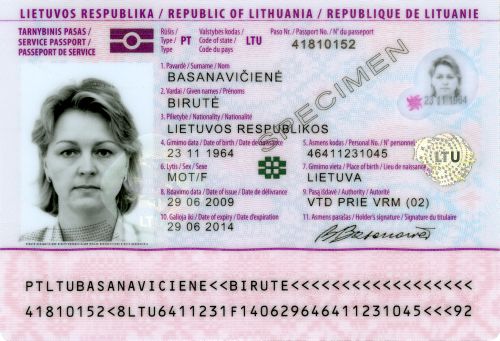 LIETUVOS RESPUBLIKA / REPUBLIC OF LITHUANIA / REPUBLIQUE DE LITUANIE
TARNYBINIS PASAS /
SERVICE PASSPORT /
PASSEPORT DE SERVICE
Rūšis / Type / Type PT
Valstybės kodas / Code of state / Code du pays LTU
Paso Nr. / Passport No. / N° du passeport
41810152
1. Pavardė / Surname / Nom
BASANAVIČIENĖ
2. Vardai / Given names / Prénoms
BIRUTĖ
3. Pilietybė / Nationality / Nationalité
LIETUVOS RESPUBLIKOS
4. Gimimo data / Date of birth / Date de naissance
23 11 1964
5. Asmens kodas / Personal No. / N° personnel
46411231045
6. Lytis / Sex / Sexe
MOT/F
7. Gimimo vieta / Place of birth / Lieu de naissance
LIETUVA
8. Išdavimo data / Date of issue / Date de délivrance
29 06 2009
9. Pasą išdavė / Authority / Autorité
VTD PRIE VRM (02)
10. Galioja iki / Date of expiry / Date d'expiration
29 06 2014
11. Asmens parašas / Holder's signature / Signature du titulaire
SPECIMEN
23 11 1964
LTU
PTLTUBASANAVICIENE<<BIRUTE<<<<<<<<<<<<<<<<<<
41810152<8LTU6411231F140629646411231045<<<92